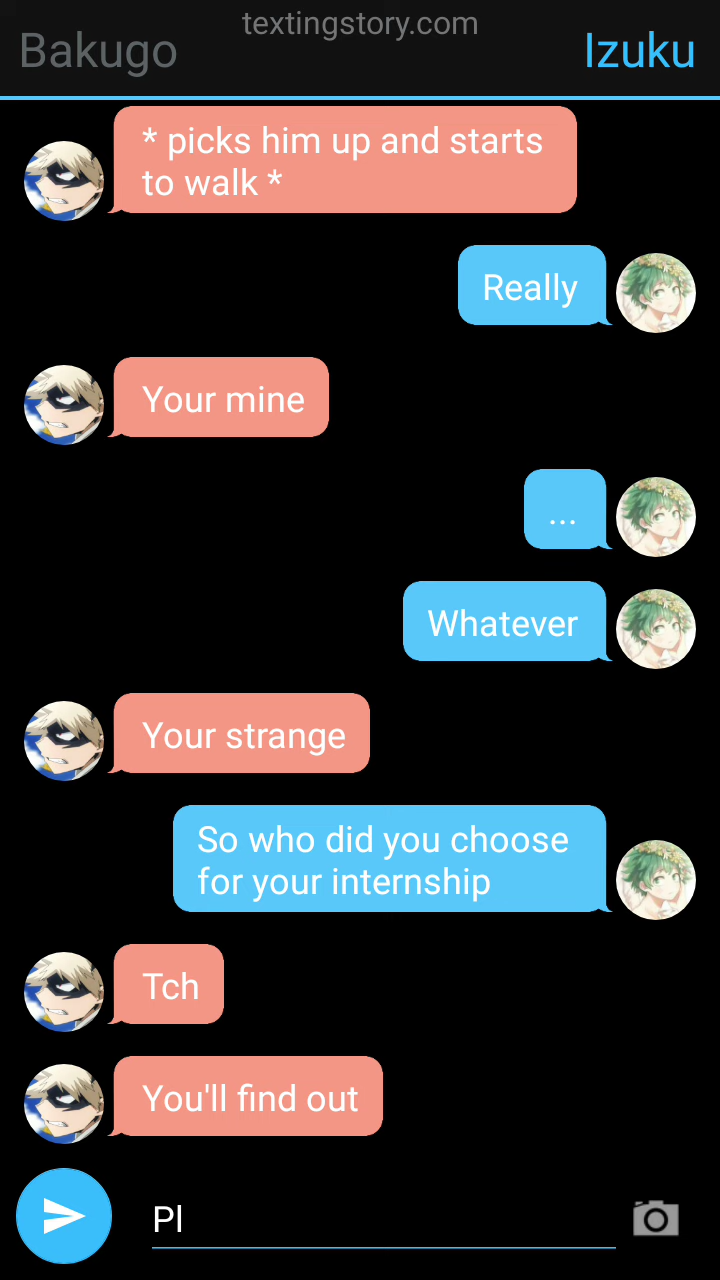 textingstory.com
Bakugo
Izuku
* picks him up and starts
to walk *
Really
Your mine
...
Whatever
Your strange
So who did you choose
for your internship
Tch
You'll find out
Pl